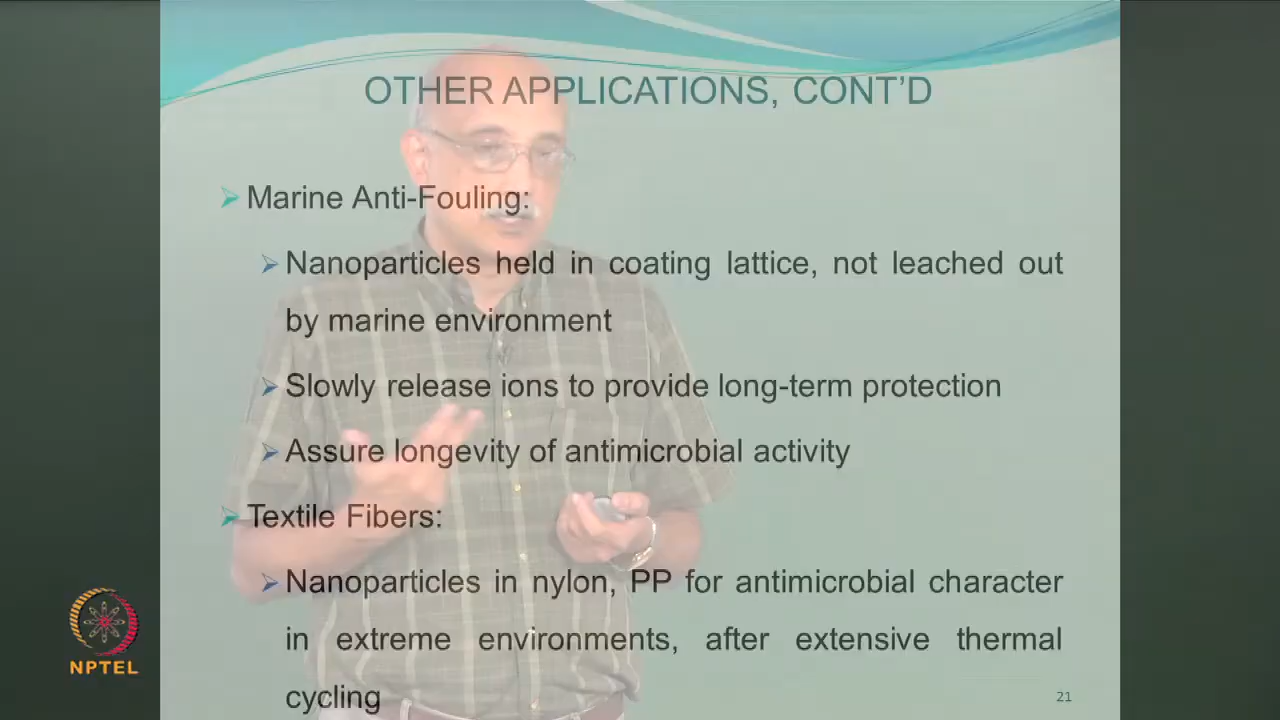 OTHER APPLICATIONS, CONT'D
Marine Anti-Fouling:
Nanoparticles held in coating lattice, not leached out
by marine environment
Slowly release ions to provide long-term protection
Assure longevity of antimicrobial activity
Textile Fibers:
Nanoparticles in nylon, PP for antimicrobial character
in extreme environments, after extensive thermal
cycling
NPTEL
21